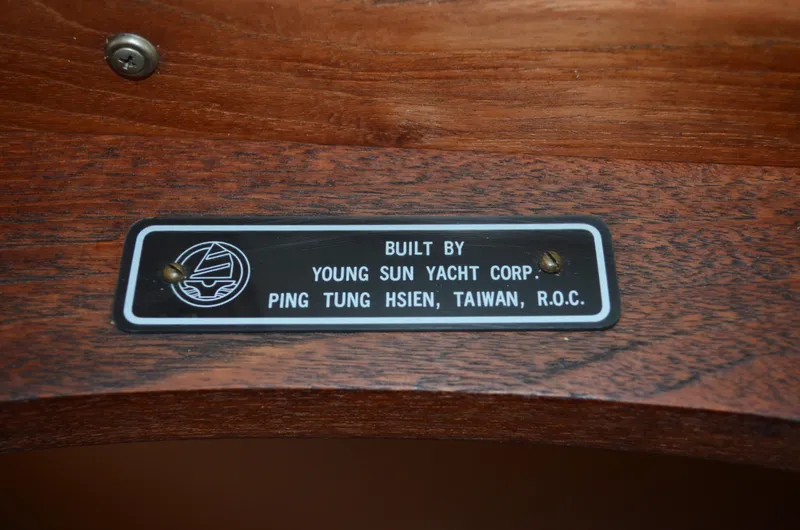 BUILT BY
YOUNG SUN YACHT CORP.
PING TUNG HSIEN, TAIWAN, R.O.C.